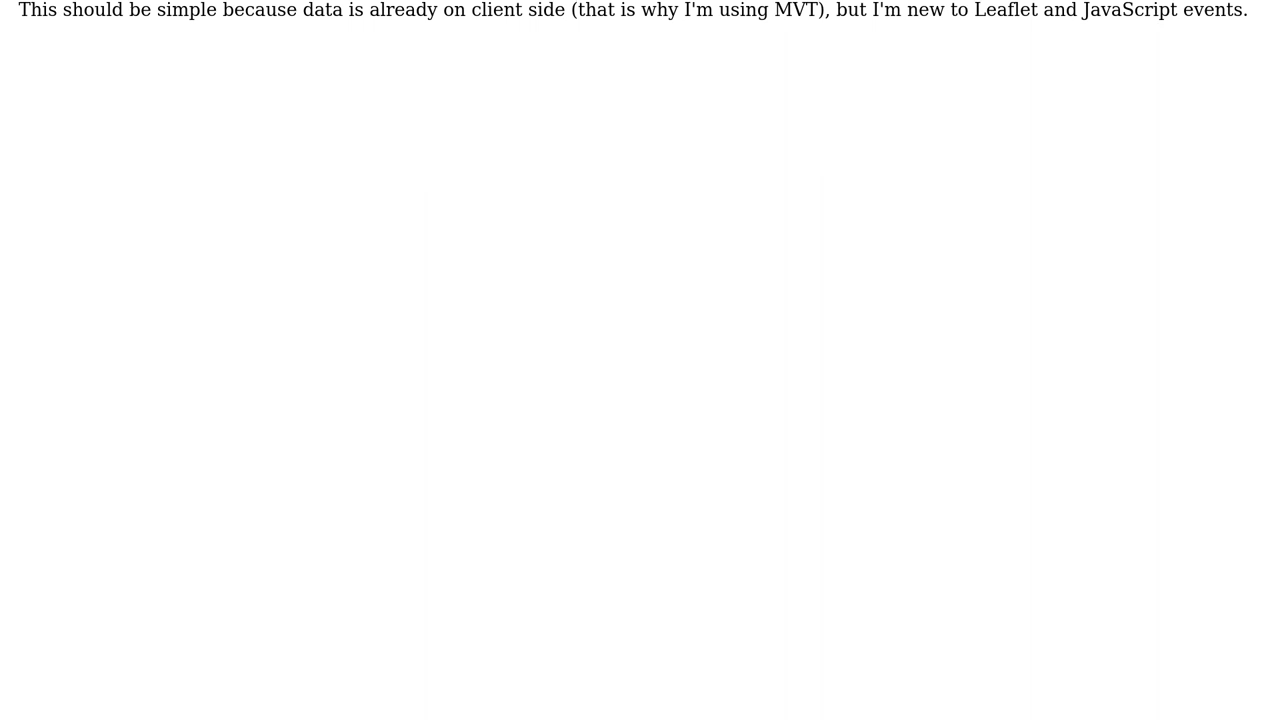 This should be simple because data is already on client side (that is why I'm using MVT), but I'm new to Leaflet and JavaScript events.